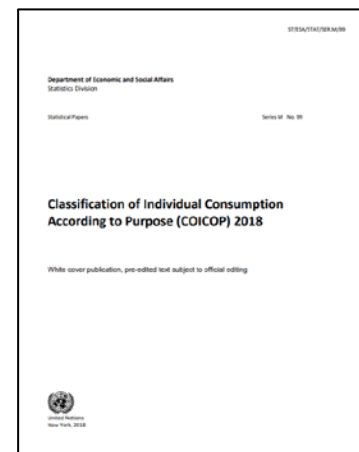 ST/ESA/STAT/SER.M/99
Department of Economic and Social Affairs
Statistics Division
Statistical Papers Series M No. 99
Classification of Individual Consumption
According to Purpose (COICOP) 2018
White cover publication, pre-edited text subject to official editing
United Nations
New York, 2018